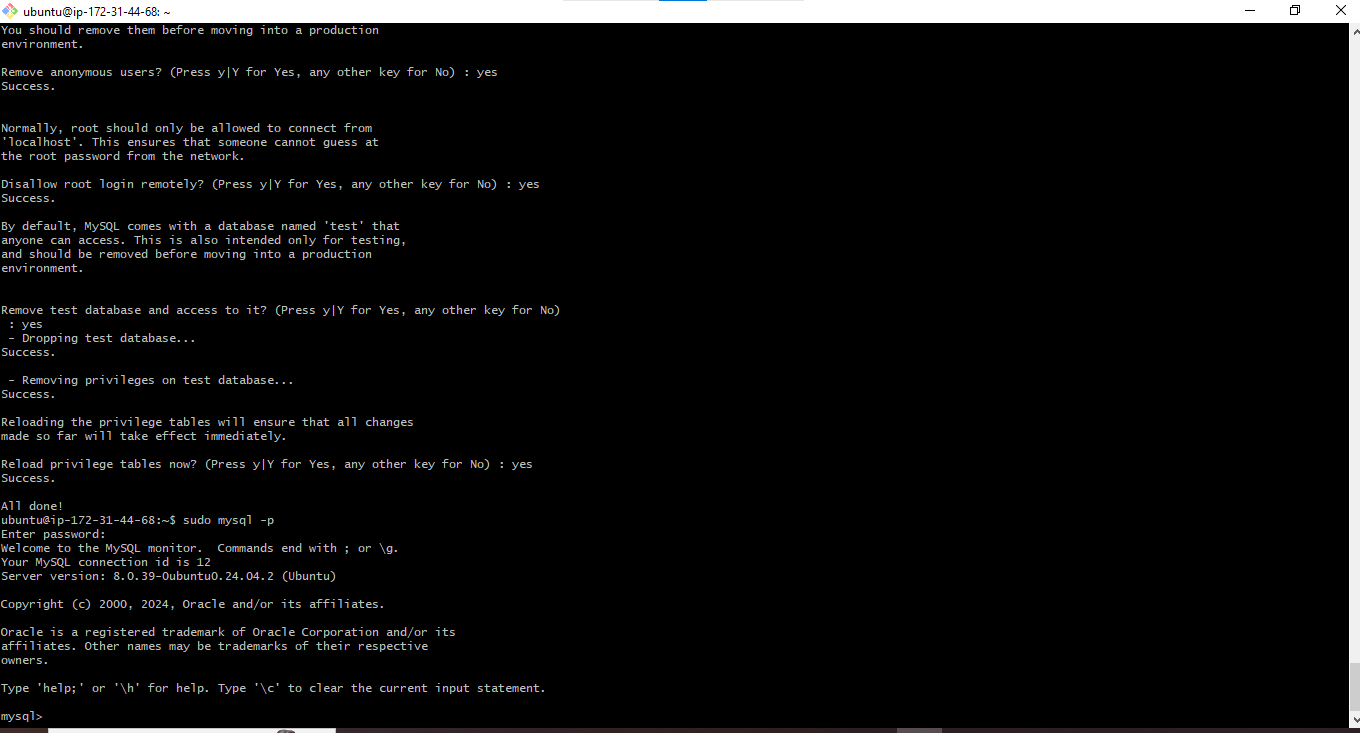 ubuntu@ip-172-31-44-68: ~
You should remove them before moving into a production
environment.
Remove anonymous users? (Press y|Y for Yes, any other key for No) : yes
Success.
Normally, root should only be allowed to connect from
'localhost'. This ensures that someone cannot guess at
the root password from the network.
Disallow root login remotely? (Press y|Y for Yes, any other key for No) : yes
Success.
By default, MySQL comes with a database named 'test' that
anyone can access. This is also intended only for testing,
and should be removed before moving into a production
environment.
Remove test database and access to it? (Press y|Y for Yes, any other key for No)
 : yes
 - Dropping test database...
Success.
 - Removing privileges on test database...
Success.
Reloading the privilege tables will ensure that all changes
made so far will take effect immediately.
Reload privilege tables now? (Press y|Y for Yes, any other key for No) : yes
Success.
All done!
ubuntu@ip-172-31-44-68:~$ sudo mysql -p
Enter password:
Welcome to the MySQL monitor.  Commands end with ; or \g.
Your MySQL connection id is 12
Server version: 8.0.39-0ubuntu0.24.04.2 (Ubuntu)
Copyright (c) 2000, 2024, Oracle and/or its affiliates.
Oracle is a registered trademark of Oracle Corporation and/or its
affiliates. Other names may be trademarks of their respective
owners.
Type 'help;' or '\h' for help. Type '\c' to clear the current input statement.
mysql>